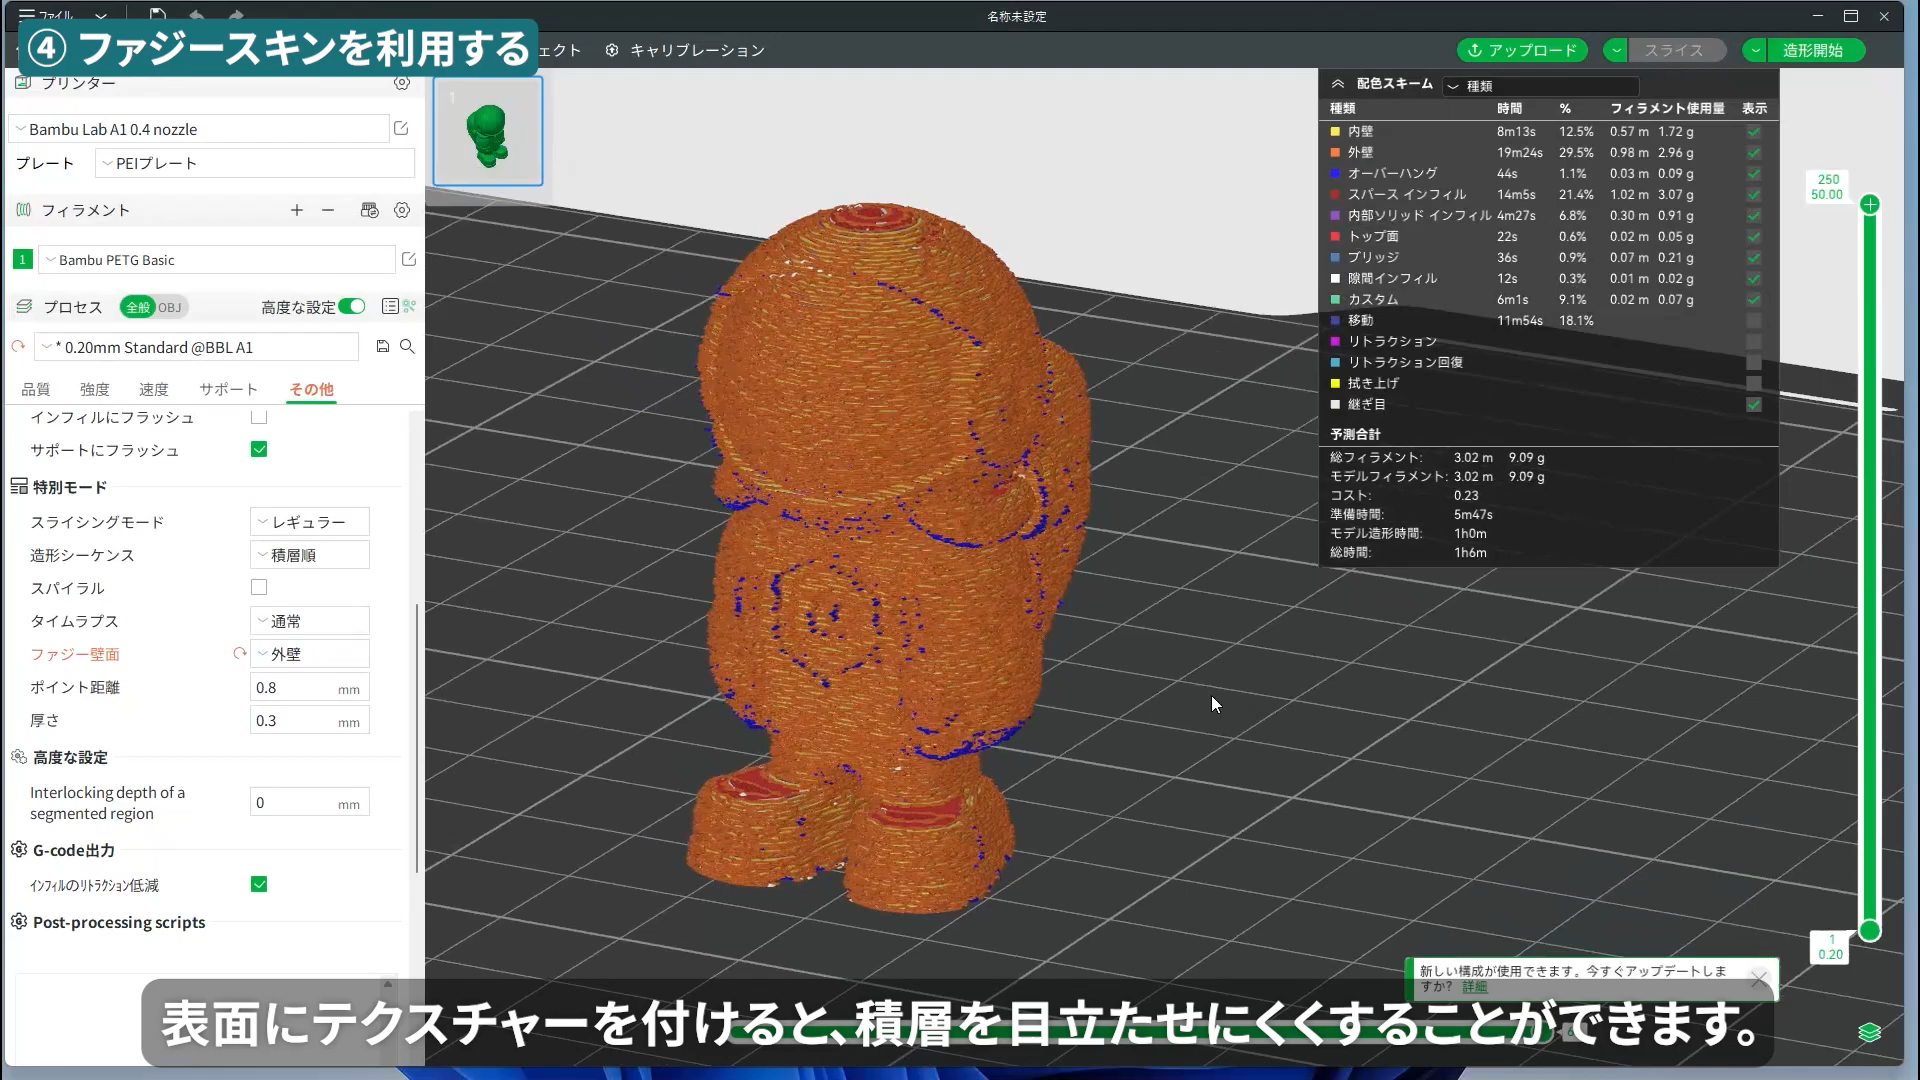 ファイル
名称未設定
④ ファジースキンを利用する
ェクト
キャリブレーション
アップロード
スライス
造形開始
プリンター
Bambu Lab A1 0.4 nozzle
プレート
PEIプレート
フィラメント
1
Bambu PETG Basic
プロセス
全般
OBJ
高度な設定
* 0.20mm Standard @BBL A1
品質
強度
速度
サポート
その他
インフィルにフラッシュ
サポートにフラッシュ
特別モード
スライシングモード
レギュラー
造形シーケンス
積層順
スパイラル
タイムラプス
通常
ファジー壁面
外壁
ポイント距離
0.8 mm
厚さ
0.3 mm
高度な設定
Interlocking depth of a
segmented region
0 mm
G-code出力
インフィルのリトラクション低減
Post-processing scripts
1
配色スキーム
種類
種類 時間 % フィラメント使用量 表示
内壁 8m13s 12.5% 0.57 m 1.72 g
外壁 19m24s 29.5% 0.98 m 2.96 g
オーバーハング 44s 1.1% 0.03 m 0.09 g
スパース インフィル 14m5s 21.4% 1.02 m 3.07 g
内部ソリッド インフィル 4m27s 6.8% 0.30 m 0.91 g
トップ面 22s 0.6% 0.02 m 0.05 g
ブリッジ 36s 0.9% 0.07 m 0.21 g
隙間インフィル 12s 0.3% 0.01 m 0.02 g
カスタム 6m1s 9.1% 0.02 m 0.07 g
移動 11m54s 18.1%
リトラクション
リトラクション回復
拭き上げ
継ぎ目
予測合計
総フィラメント: 3.02 m 9.09 g
モデルフィラメント: 3.02 m 9.09 g
コスト: 0.23
準備時間: 5m47s
モデル造形時間: 1h0m
総時間: 1h6m
250
50.00
1
0.20
新しい構成が使用できます。今すぐアップデートしま
すか? 詳細
表面にテクスチャーを付けると、積層を目立たせにくくすることができます。